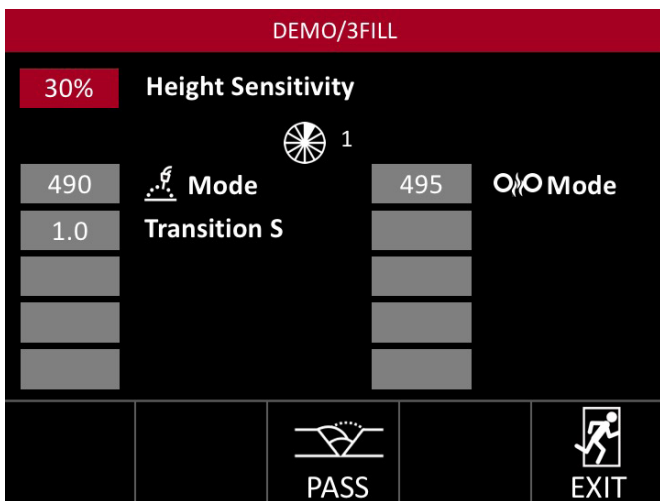 DEMO/3FILL
30% Height Sensitivity
1
490 Mode 495 Mode
1.0 Transition S
PASS EXIT